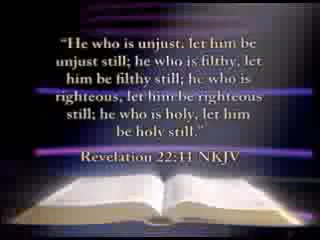 “He who is unjust, let him be
unjust still; he who is filthy, let
him be filthy still; he who is
righteous, let him be righteous
still; he who is holy, let him
be holy still.”
Revelation 22:11 NKJV